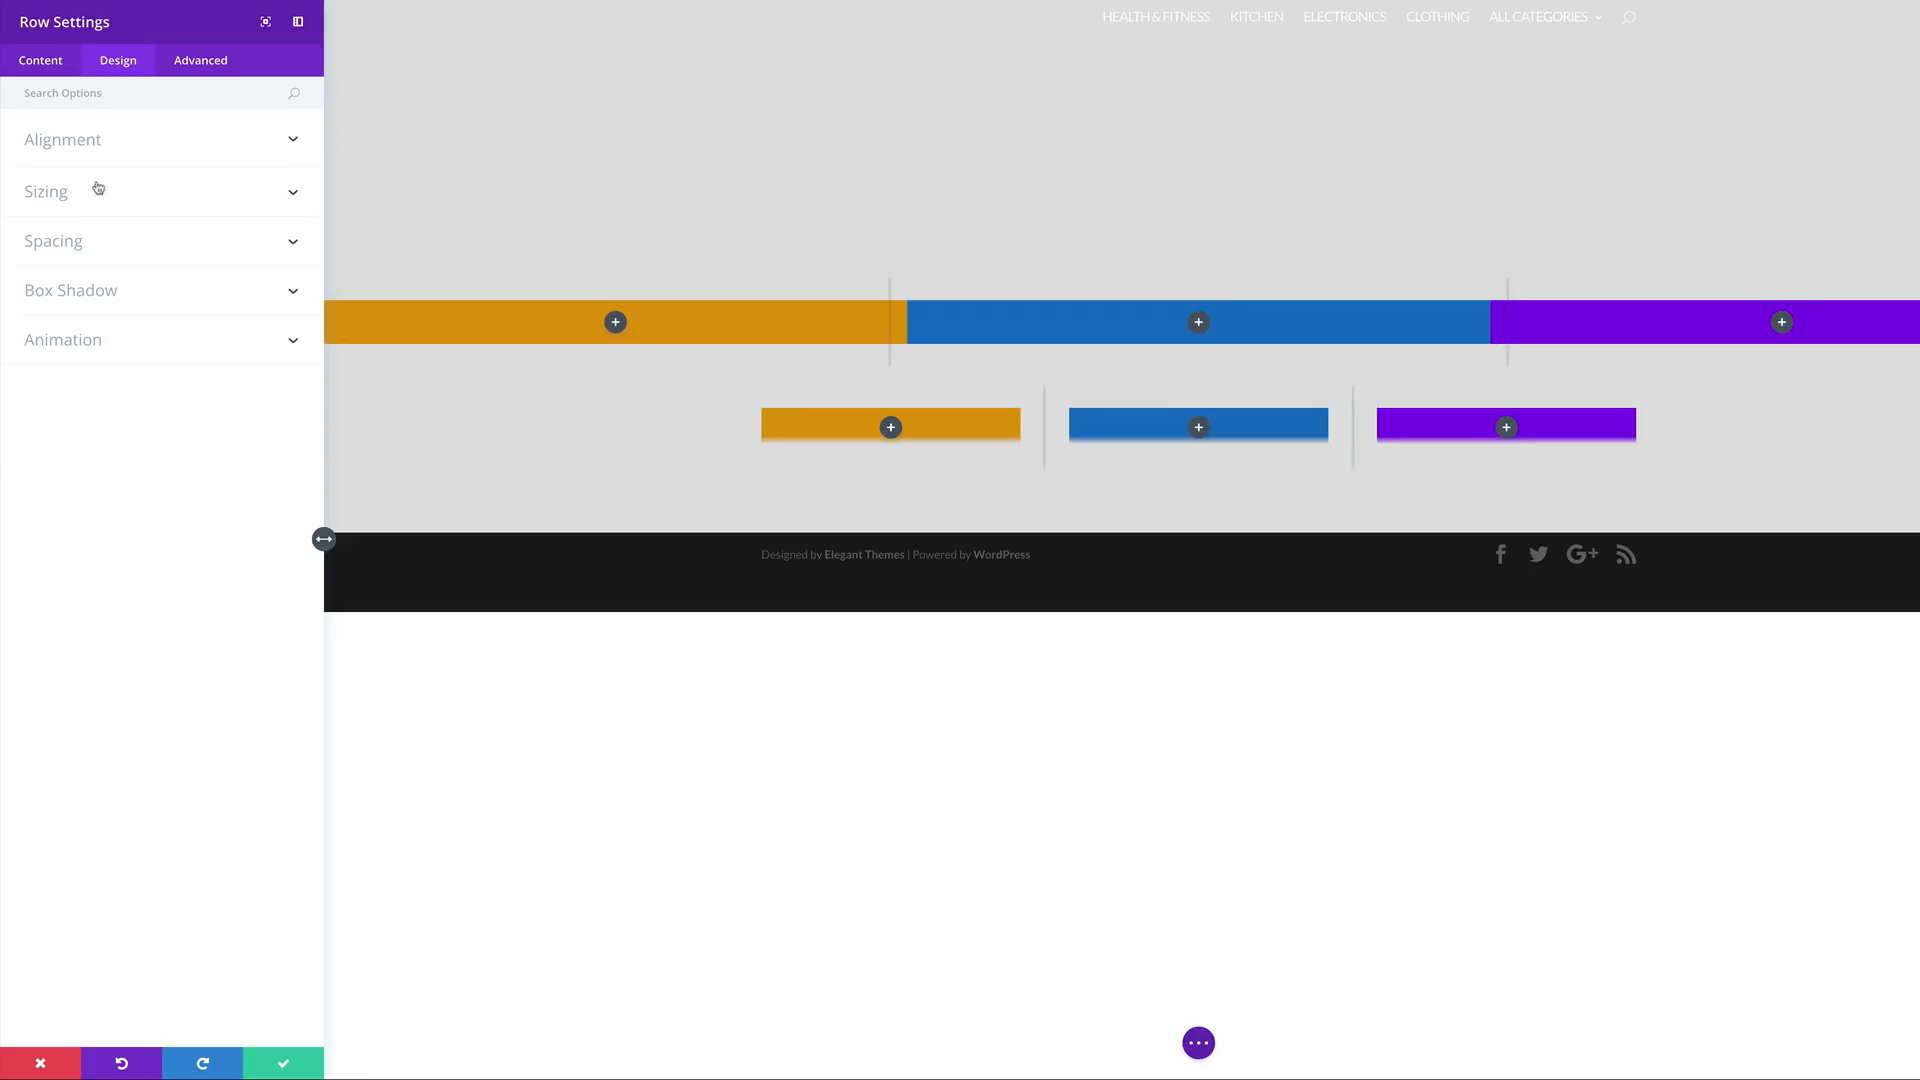 Row Settings
Content Design Advanced
Search Options
Alignment
Sizing
Spacing
Box Shadow
Animation
HEALTH & FITNESS KITCHEN ELECTRONICS CLOTHING ALL CATEGORIES
Designed by Elegant Themes | Powered by WordPress